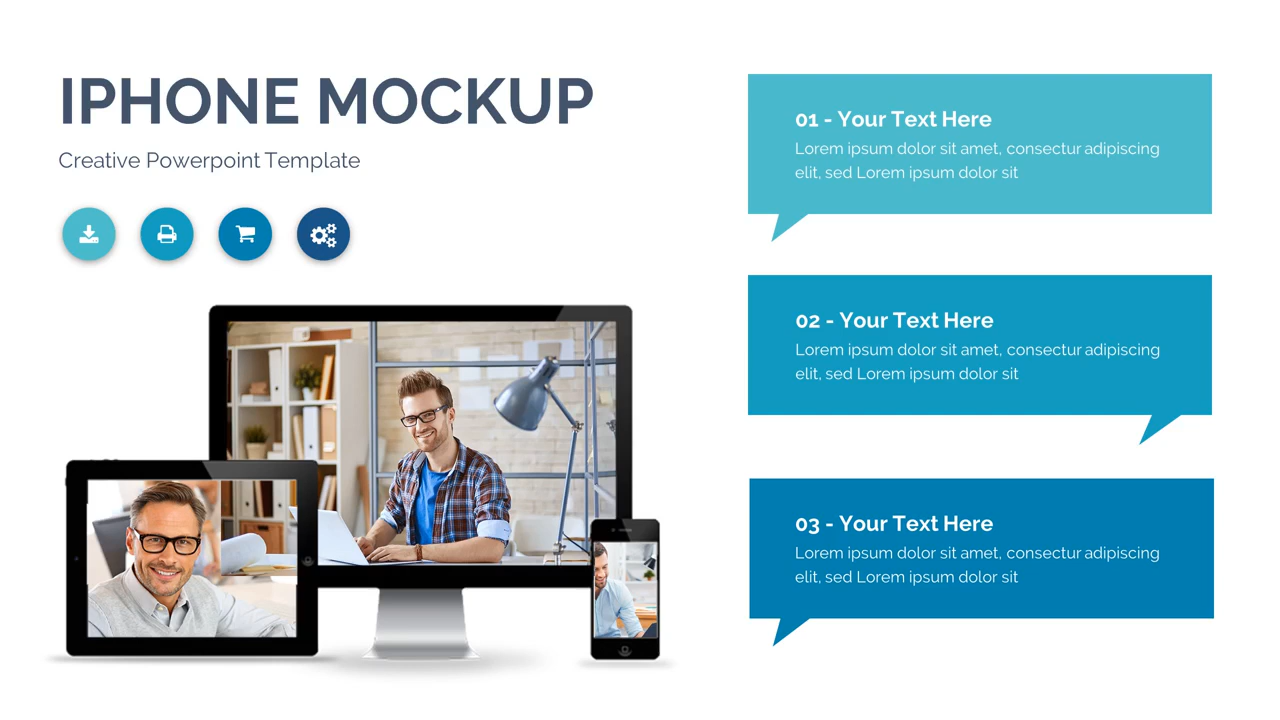 IPHONE MOCKUP
Creative Powerpoint Template
01 - Your Text Here
Lorem ipsum dolor sit amet, consectur adipiscing
elit, sed Lorem ipsum dolor sit
02 - Your Text Here
Lorem ipsum dolor sit amet, consectur adipiscing
elit, sed Lorem ipsum dolor sit
03 - Your Text Here
Lorem ipsum dolor sit amet, consectur adipiscing
elit, sed Lorem ipsum dolor sit